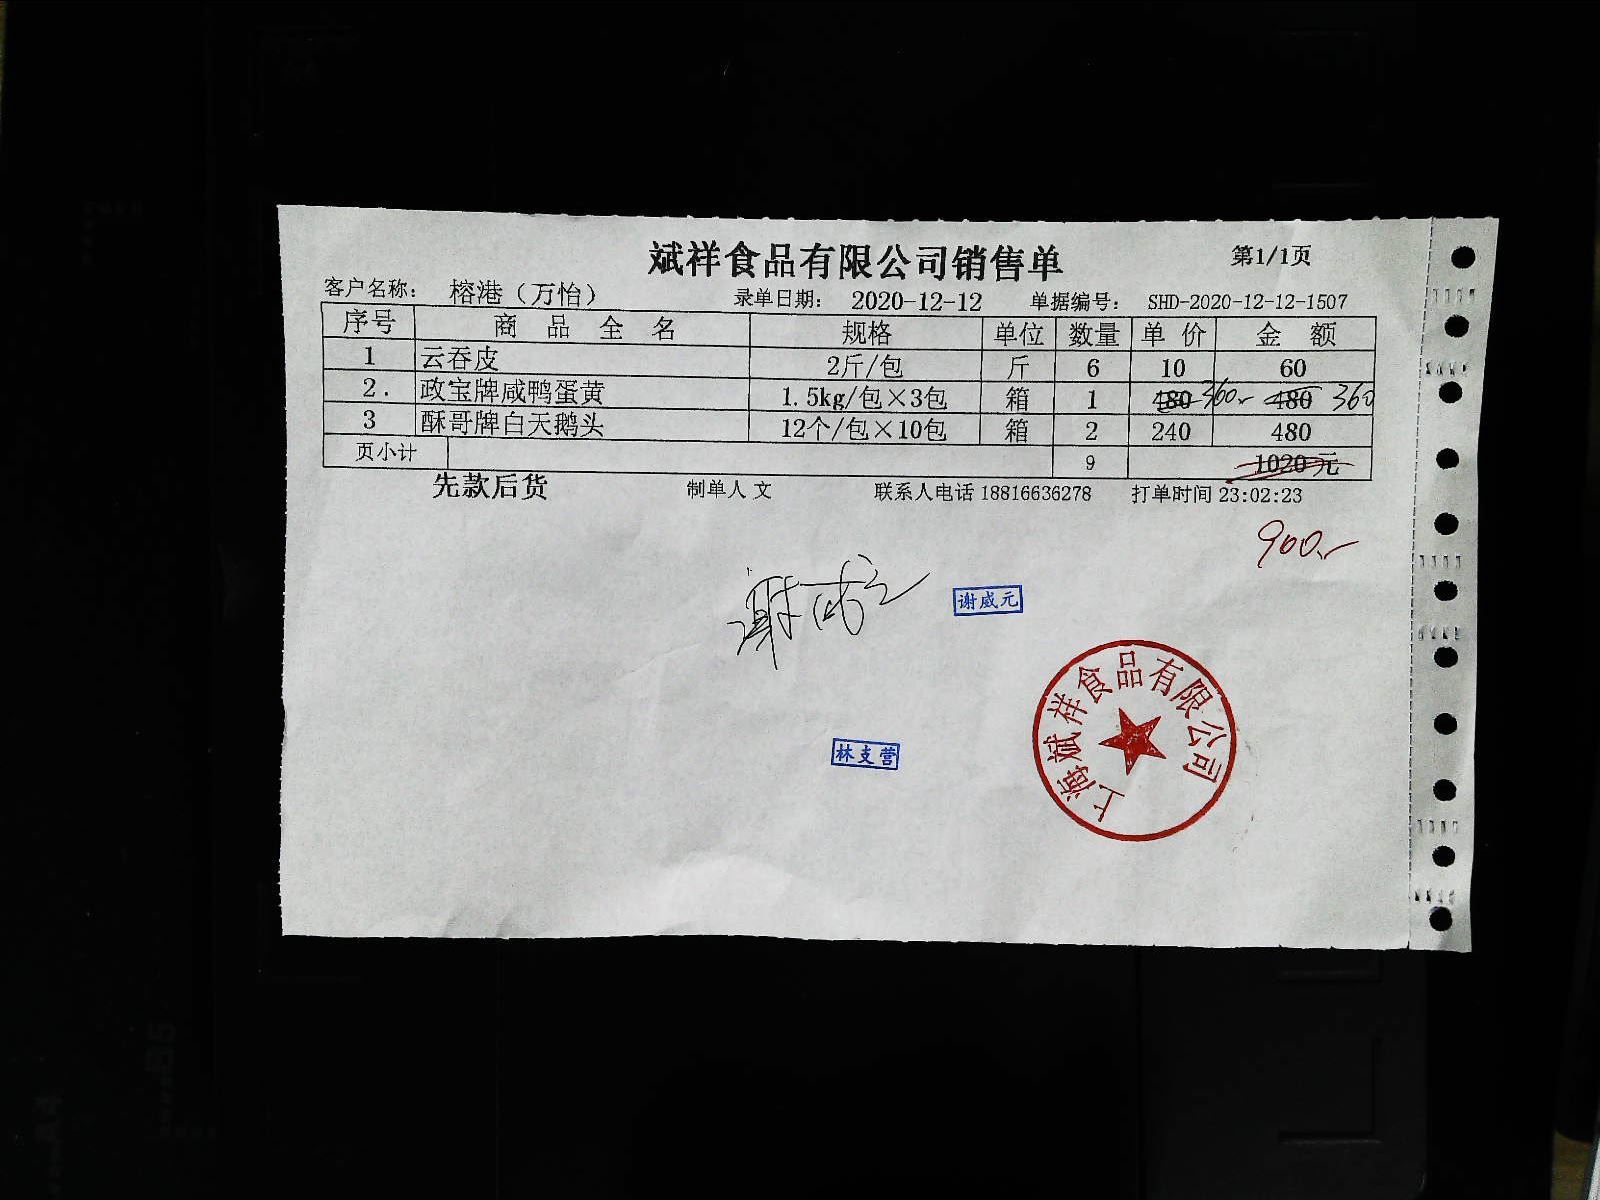 斌祥食品有限公司销售单 第1/1页
客户名称： 榕港（万怡） 录单日期： 2020-12-12 单据编号： SHD-2020-12-12-1507
序号 商 品 全 名 规格 单位 数量 单 价 金 额
1 云吞皮 2斤/包 斤 6 10 60
2. 政宝牌咸鸭蛋黄 1.5kg/包×3包 箱 1 480 360 480 360
3 酥哥牌白天鹅头 12个/包×10包 箱 2 240 480
页小计 9 1020元
先款后货 制单人 文 联系人电话 18816636278 打单时间 23:02:23
900
谢威元
谢威元
上海斌祥食品有限公司
林支营